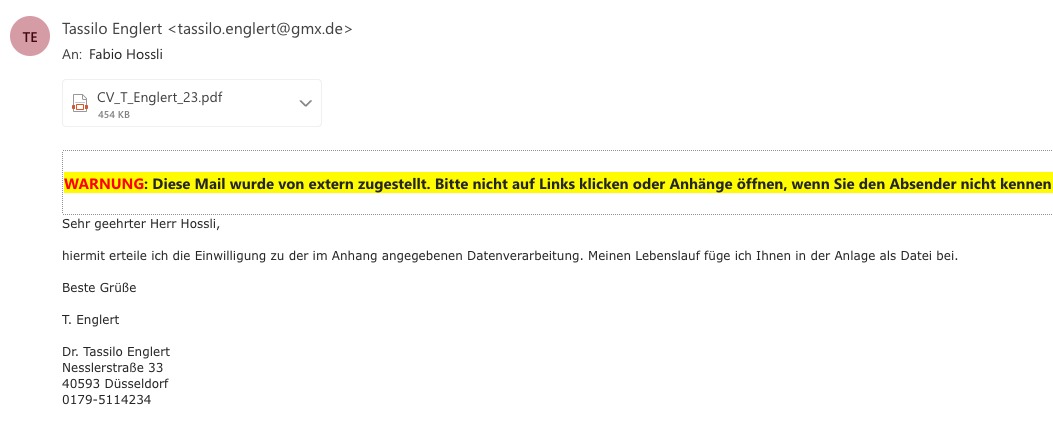 TE
Tassilo Englert <tassilo.englert@gmx.de>
An: Fabio Hossli
CV_T_Englert_23.pdf
454 KB
WARNUNG: Diese Mail wurde von extern zugestellt. Bitte nicht auf Links klicken oder Anhänge öffnen, wenn Sie den Absender nicht kennen
Sehr geehrter Herr Hossli,
hiermit erteile ich die Einwilligung zu der im Anhang angegebenen Datenverarbeitung. Meinen Lebenslauf füge ich Ihnen in der Anlage als Datei bei.
Beste Grüße
T. Englert
Dr. Tassilo Englert
Nesslerstraße 33
40593 Düsseldorf
0179-5114234